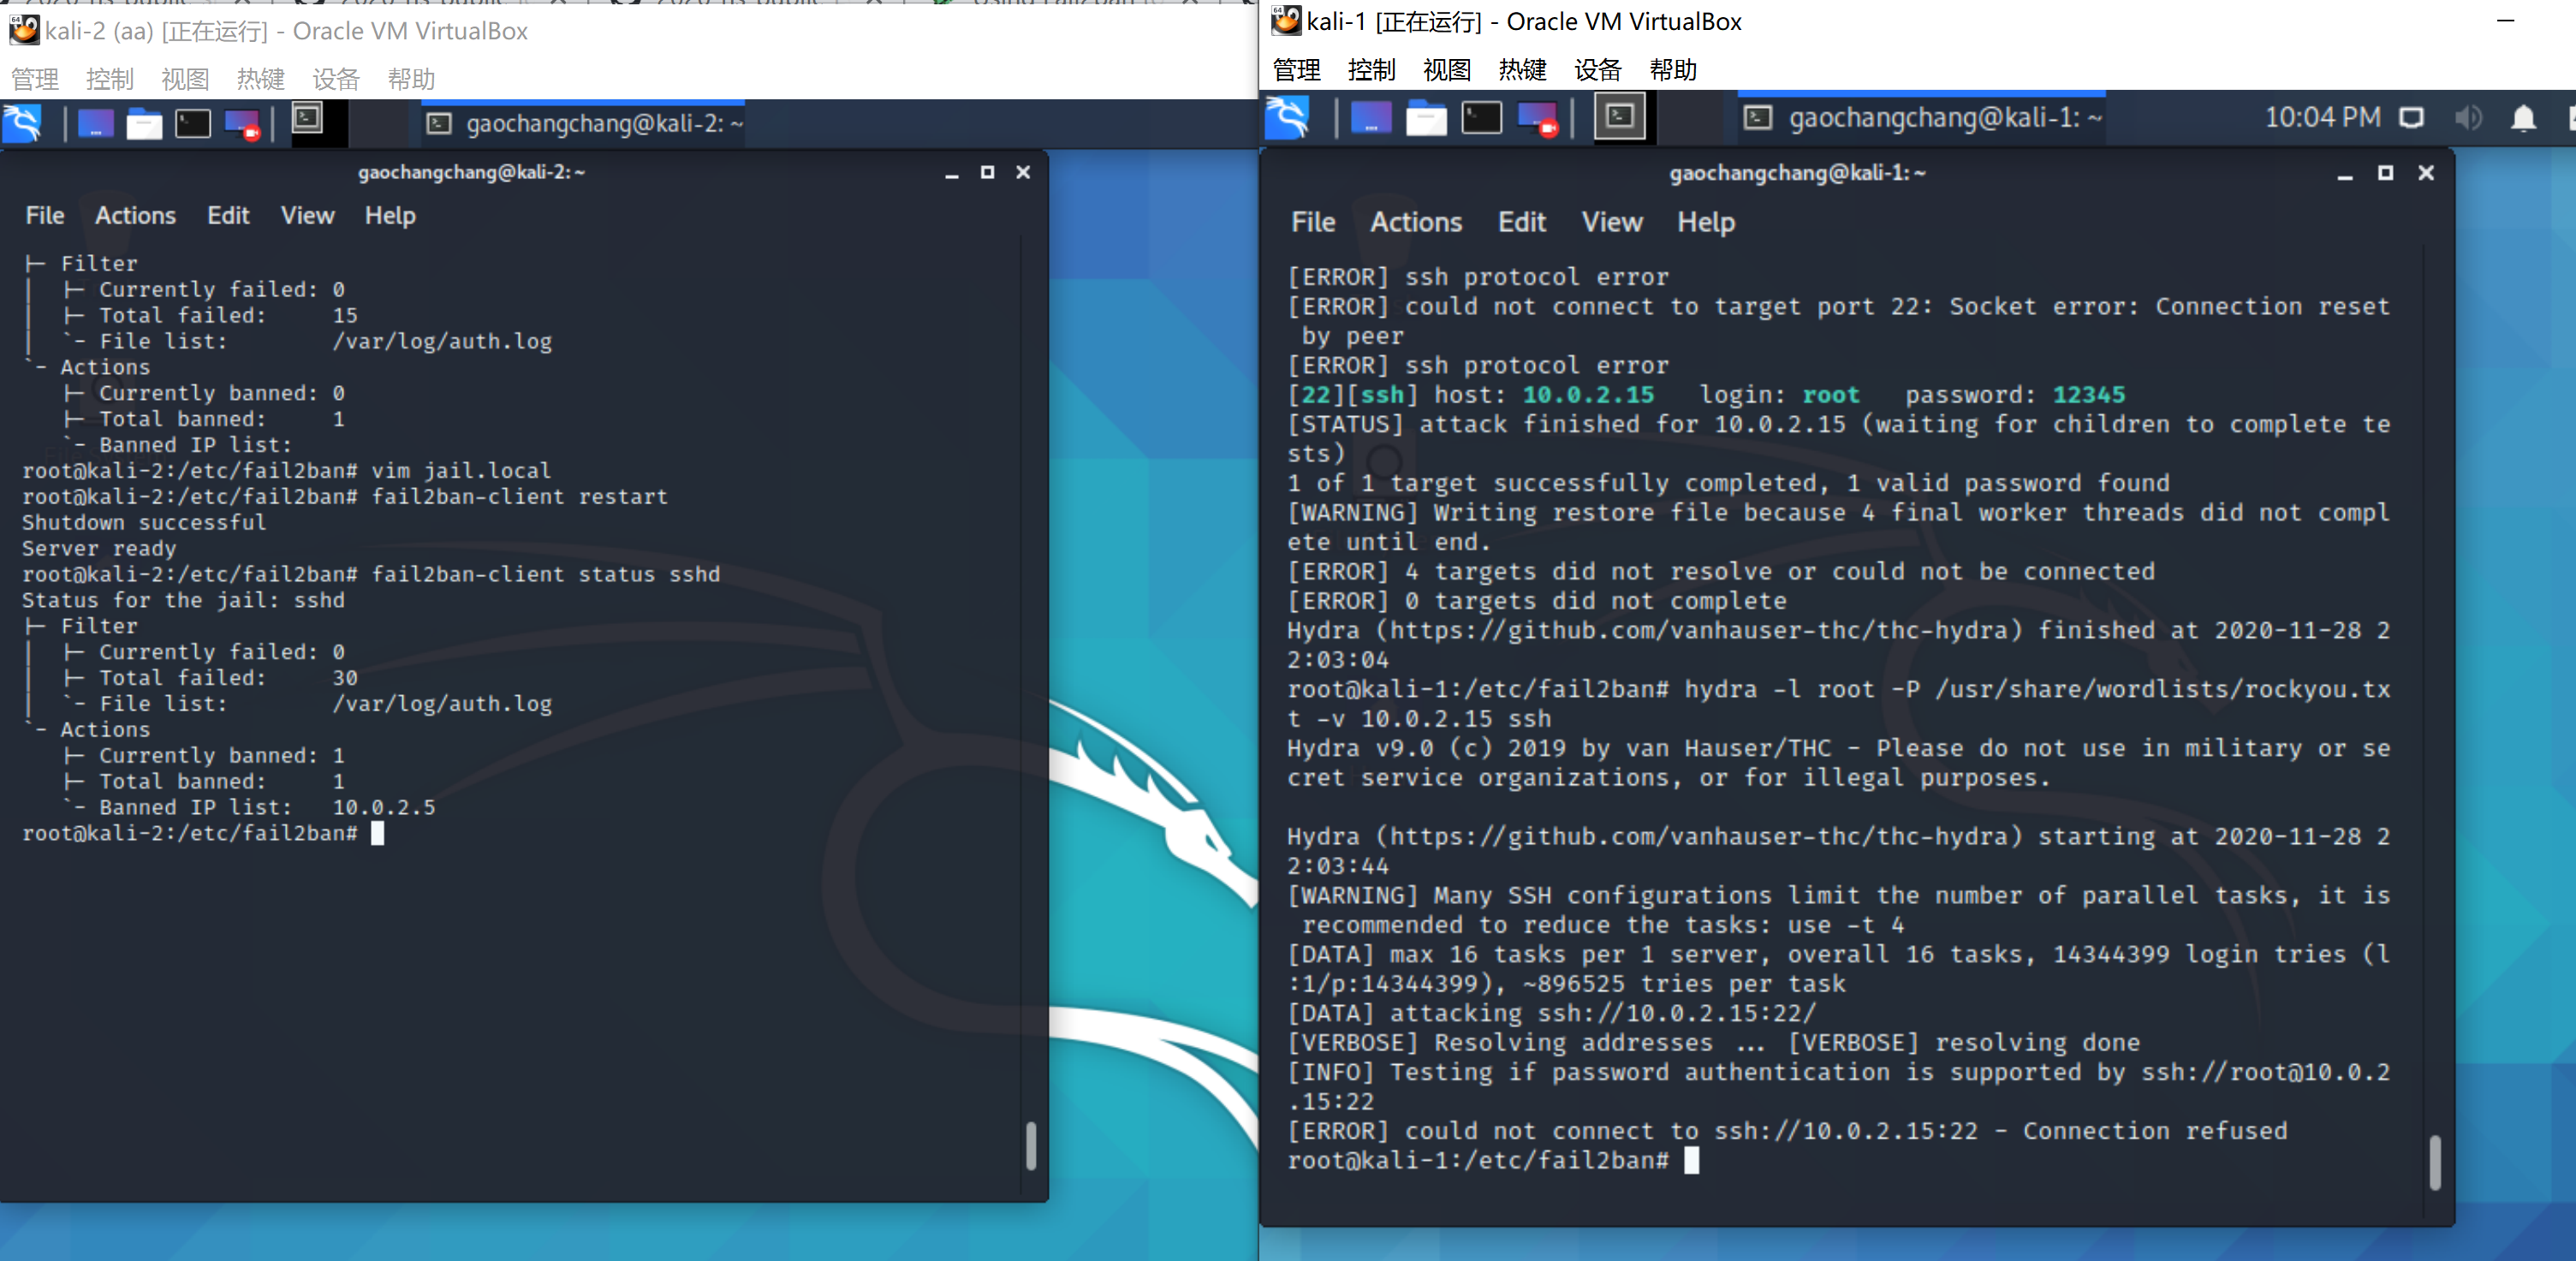 kali-2 (aa) [正在运行] - Oracle VM VirtualBox
管理 控制 视图 热键 设备 帮助
gaochangchang@kali-2: ~
gaochangchang@kali-2:~
File Actions Edit View Help
├─ Filter
│  ├─ Currently failed: 0
│  ├─ Total failed:     15
│  `- File list:        /var/log/auth.log
`- Actions
   ├─ Currently banned: 0
   ├─ Total banned:     1
   `- Banned IP list:
root@kali-2:/etc/fail2ban# vim jail.local
root@kali-2:/etc/fail2ban# fail2ban-client restart
Shutdown successful
Server ready
root@kali-2:/etc/fail2ban# fail2ban-client status sshd
Status for the jail: sshd
├─ Filter
│  ├─ Currently failed: 0
│  ├─ Total failed:     30
│  `- File list:        /var/log/auth.log
`- Actions
   ├─ Currently banned: 1
   ├─ Total banned:     1
   `- Banned IP list:   10.0.2.5
root@kali-2:/etc/fail2ban#
kali-1 [正在运行] - Oracle VM VirtualBox
管理 控制 视图 热键 设备 帮助
gaochangchang@kali-1: ~
10:04 PM
gaochangchang@kali-1:~
File Actions Edit View Help
[ERROR] ssh protocol error
[ERROR] could not connect to target port 22: Socket error: Connection reset
 by peer
[ERROR] ssh protocol error
[22][ssh] host: 10.0.2.15   login: root   password: 12345
[STATUS] attack finished for 10.0.2.15 (waiting for children to complete te
sts)
1 of 1 target successfully completed, 1 valid password found
[WARNING] Writing restore file because 4 final worker threads did not compl
ete until end.
[ERROR] 4 targets did not resolve or could not be connected
[ERROR] 0 targets did not complete
Hydra (https://github.com/vanhauser-thc/thc-hydra) finished at 2020-11-28 2
2:03:04
root@kali-1:/etc/fail2ban# hydra -l root -P /usr/share/wordlists/rockyou.tx
t -v 10.0.2.15 ssh
Hydra v9.0 (c) 2019 by van Hauser/THC - Please do not use in military or se
cret service organizations, or for illegal purposes.
Hydra (https://github.com/vanhauser-thc/thc-hydra) starting at 2020-11-28 2
2:03:44
[WARNING] Many SSH configurations limit the number of parallel tasks, it is
 recommended to reduce the tasks: use -t 4
[DATA] max 16 tasks per 1 server, overall 16 tasks, 14344399 login tries (l
:1/p:14344399), ~896525 tries per task
[DATA] attacking ssh://10.0.2.15:22/
[VERBOSE] Resolving addresses ... [VERBOSE] resolving done
[INFO] Testing if password authentication is supported by ssh://root@10.0.2
.15:22
[ERROR] could not connect to ssh://10.0.2.15:22 - Connection refused
root@kali-1:/etc/fail2ban#